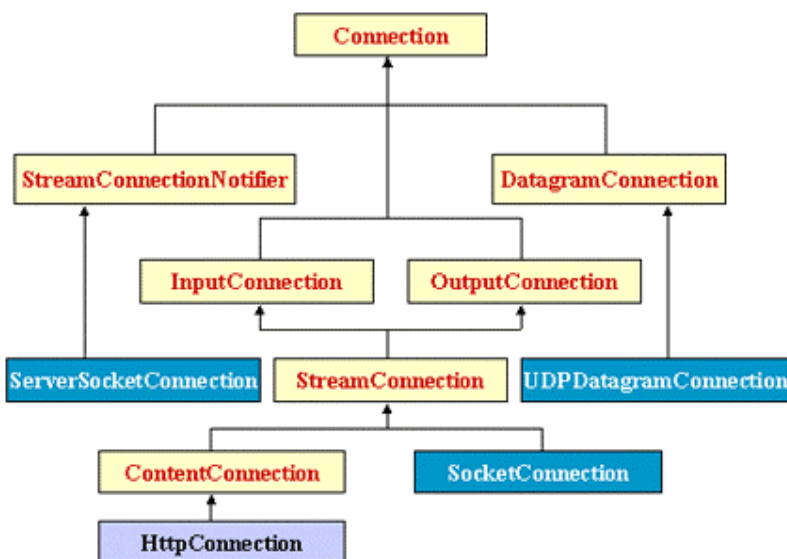 Connection
StreamConnectionNotifier
DatagramConnection
InputConnection
OutputConnection
ServerSocketConnection
StreamConnection
UDPDatagramConnection
ContentConnection
SocketConnection
HttpConnection